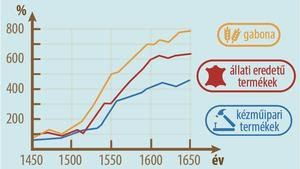 %
800
600
400
200
1450
1500
1550
1600
1650
év
gabona
állati eredetű
termékek
kézműipari
termékek